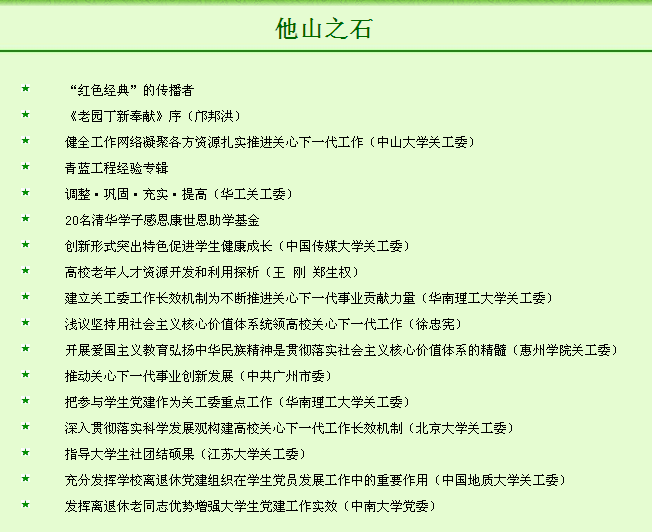 他山之石
“红色经典”的传播者
《老园丁新奉献》序（邝邦洪）
健全工作网络凝聚各方资源扎实推进关心下一代工作（中山大学关工委）
青蓝工程经验专辑
调整·巩固·充实·提高（华工关工委）
20名清华学子感恩康世恩助学基金
创新形式突出特色促进学生健康成长（中国传媒大学关工委）
高校老年人才资源开发和利用探析（王 刚 郑生权）
建立关工委工作长效机制为不断推进关心下一代事业贡献力量（华南理工大学关工委）
浅议坚持用社会主义核心价值体系统领高校关心下一代工作（徐忠宪）
开展爱国主义教育弘扬中华民族精神是贯彻落实社会主义核心价值体系的精髓（惠州学院关工委）
推动关心下一代事业创新发展（中共广州市委）
把参与学生党建作为关工委重点工作（华南理工大学关工委）
深入贯彻落实科学发展观构建高校关心下一代工作长效机制（北京大学关工委）
指导大学生社团结硕果（江苏大学关工委）
充分发挥学校离退休党建组织在学生党员发展工作中的重要作用（中国地质大学关工委）
发挥离退休老同志优势增强大学生党建工作实效（中南大学党委）